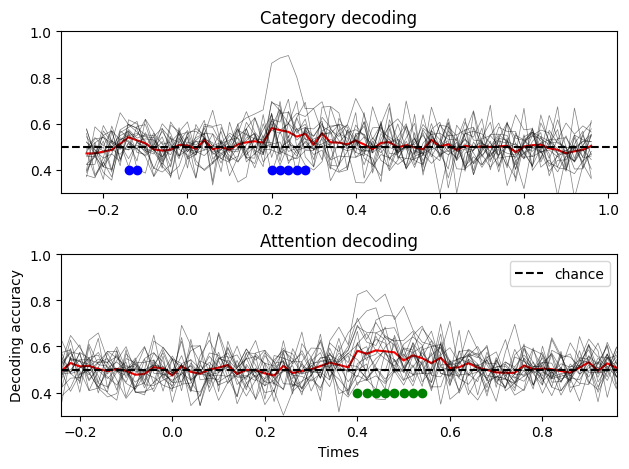 Category decoding
1.0
0.8
0.6
0.4
−0.2 0.0 0.2 0.4 0.6 0.8 1.0
Attention decoding
1.0
0.8
0.6
0.4
chance
Decoding accuracy
−0.2 0.0 0.2 0.4 0.6 0.8
Times